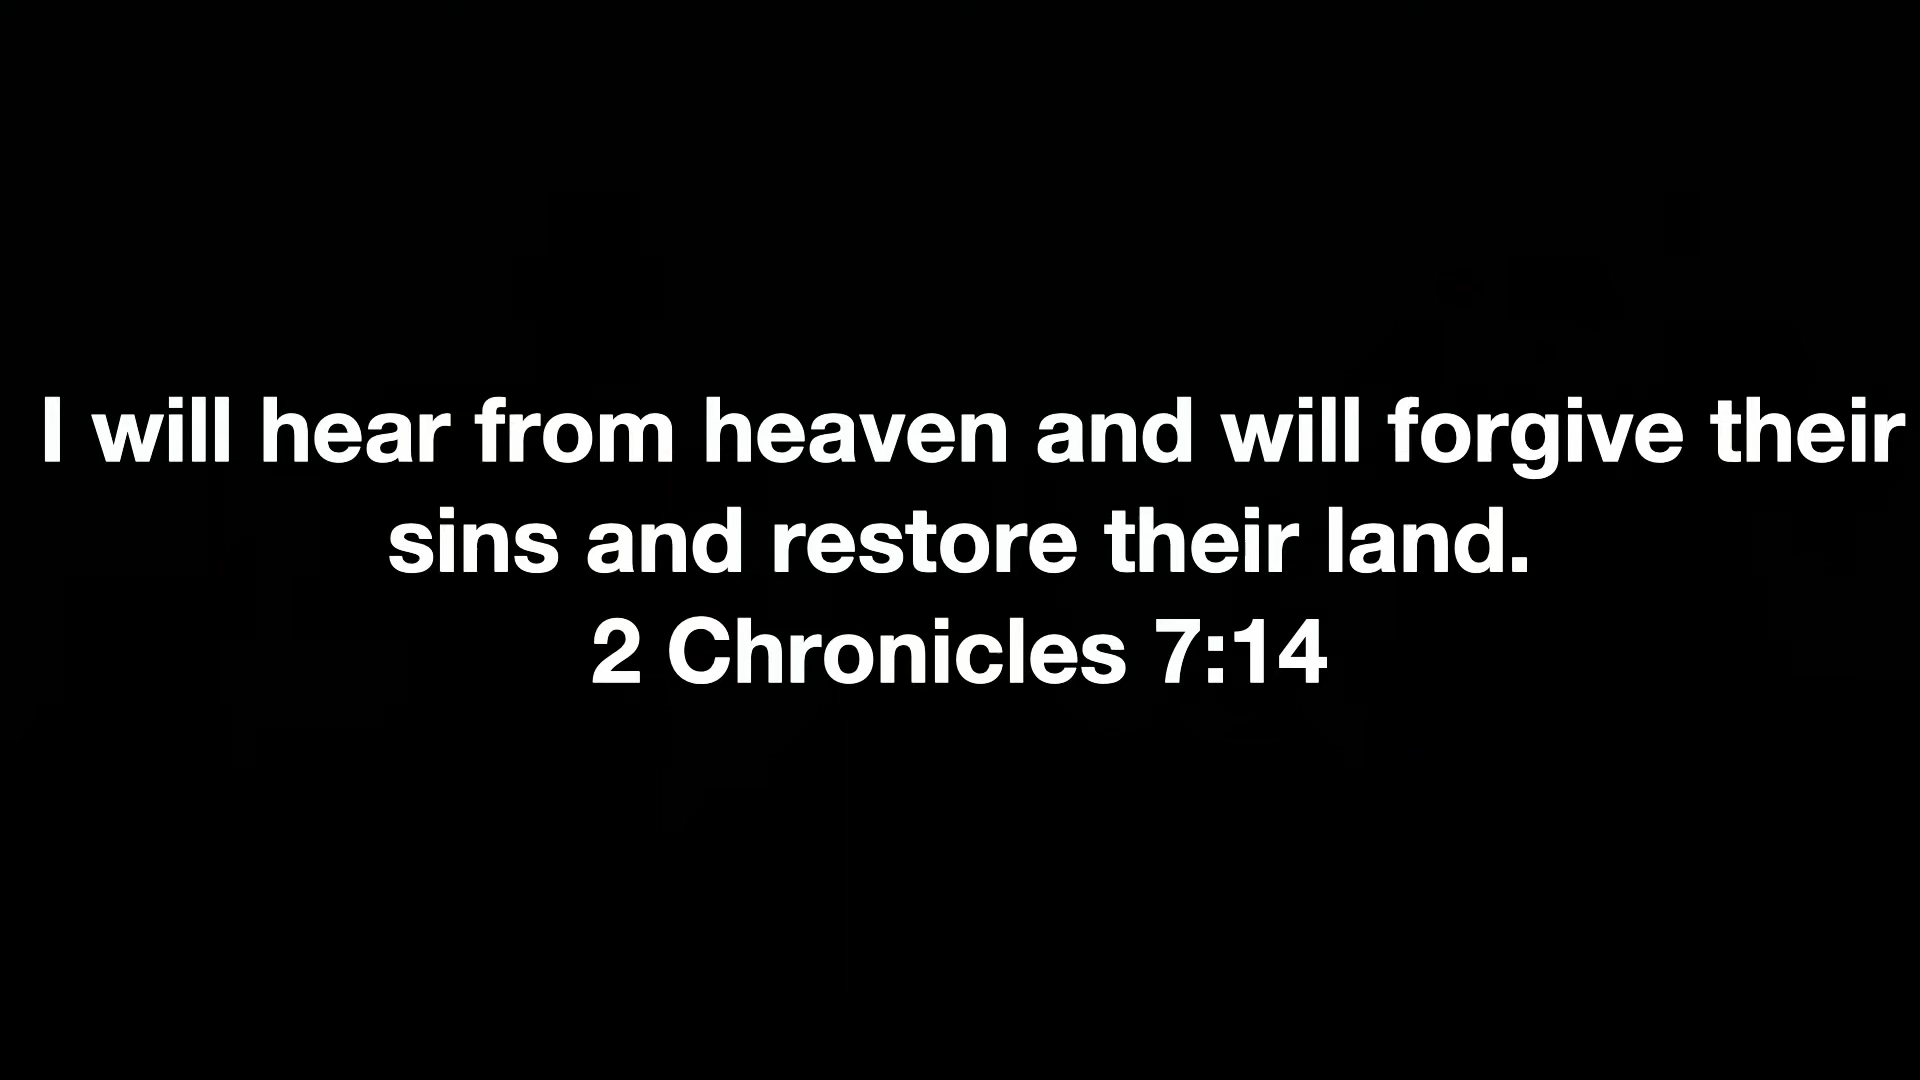 I will hear from heaven and will forgive their
sins and restore their land.
2 Chronicles 7:14